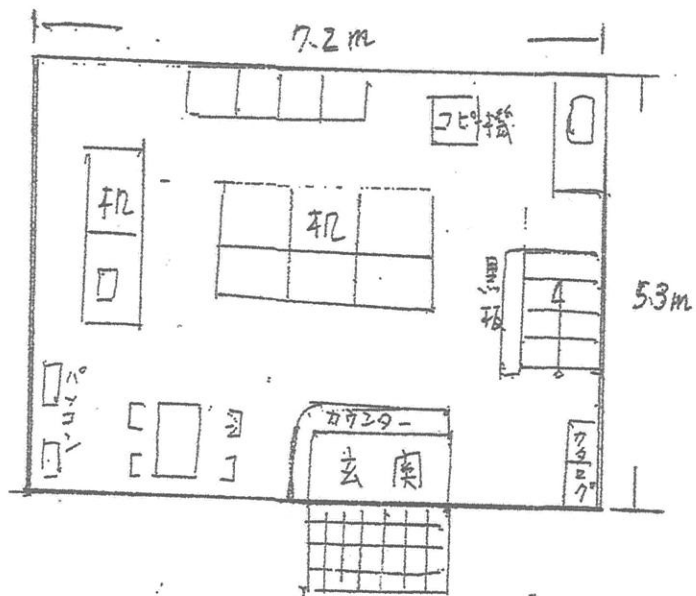 7.2m
コピー機
机
机
黒板
5.3m
パソコン
カウンター
玄関
カタログ